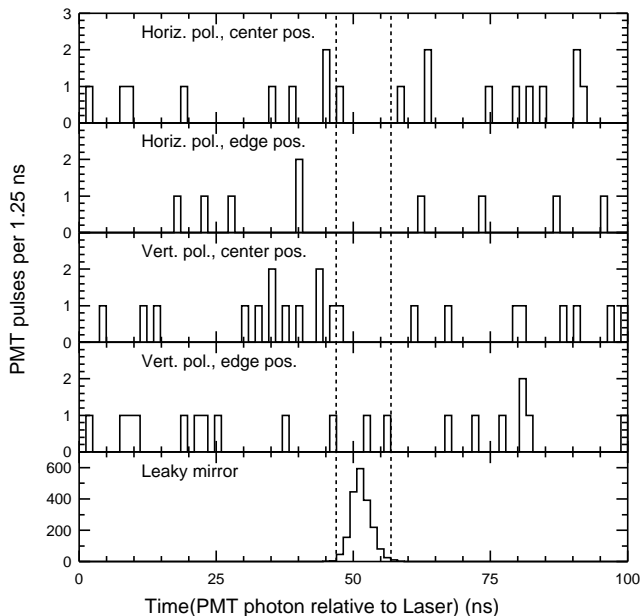 PMT pulses per 1.25 ns
3
2
1
0
Horiz. pol., center pos.
2
1
0
Horiz. pol., edge pos.
2
1
0
Vert. pol., center pos.
2
1
0
Vert. pol., edge pos.
600
400
200
0
Leaky mirror
0 25 50 75 100
Time(PMT photon relative to Laser) (ns)